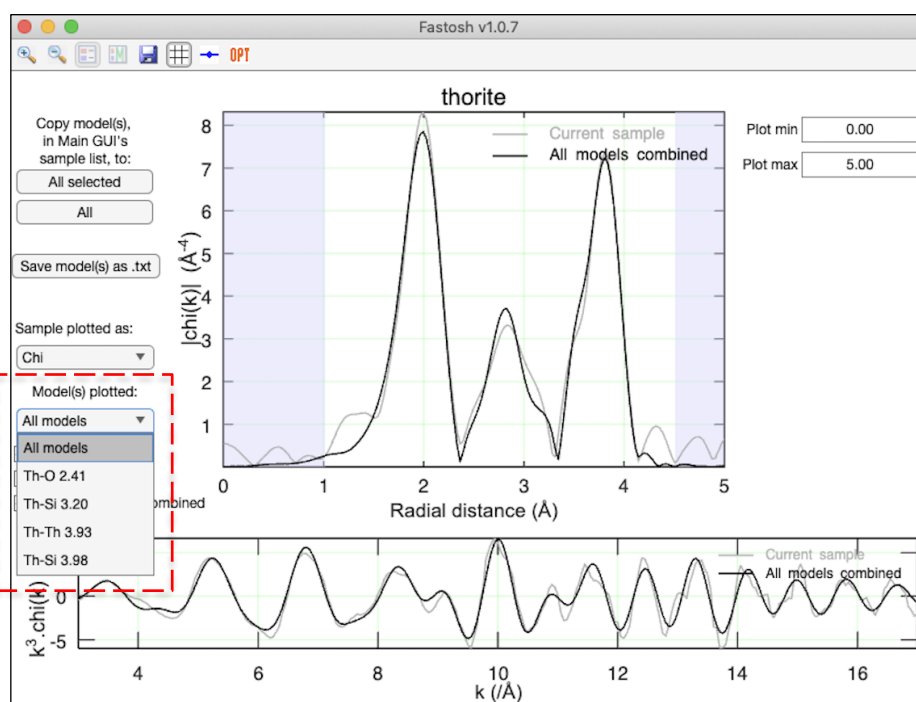 Fastosh v1.0.7
OPT
Copy model(s),
in Main GUI's
sample list, to:
All selected
All
Save model(s) as .txt
Sample plotted as:
Chi
Model(s) plotted:
All models
All models
Th-O 2.41
Th-Si 3.20
Th-Th 3.93
Th-Si 3.98
mbined
thorite
Current sample
All models combined
8
7
6
5
4
3
2
1
|chi(k)| (Å⁻⁴)
0 1 2 3 4 5
Radial distance (Å)
Plot min 0.00
Plot max 5.00
Current sample
All models combined
0
-5
k³.chi(k)
4 6 8 10 12 14 16
k (/Å)